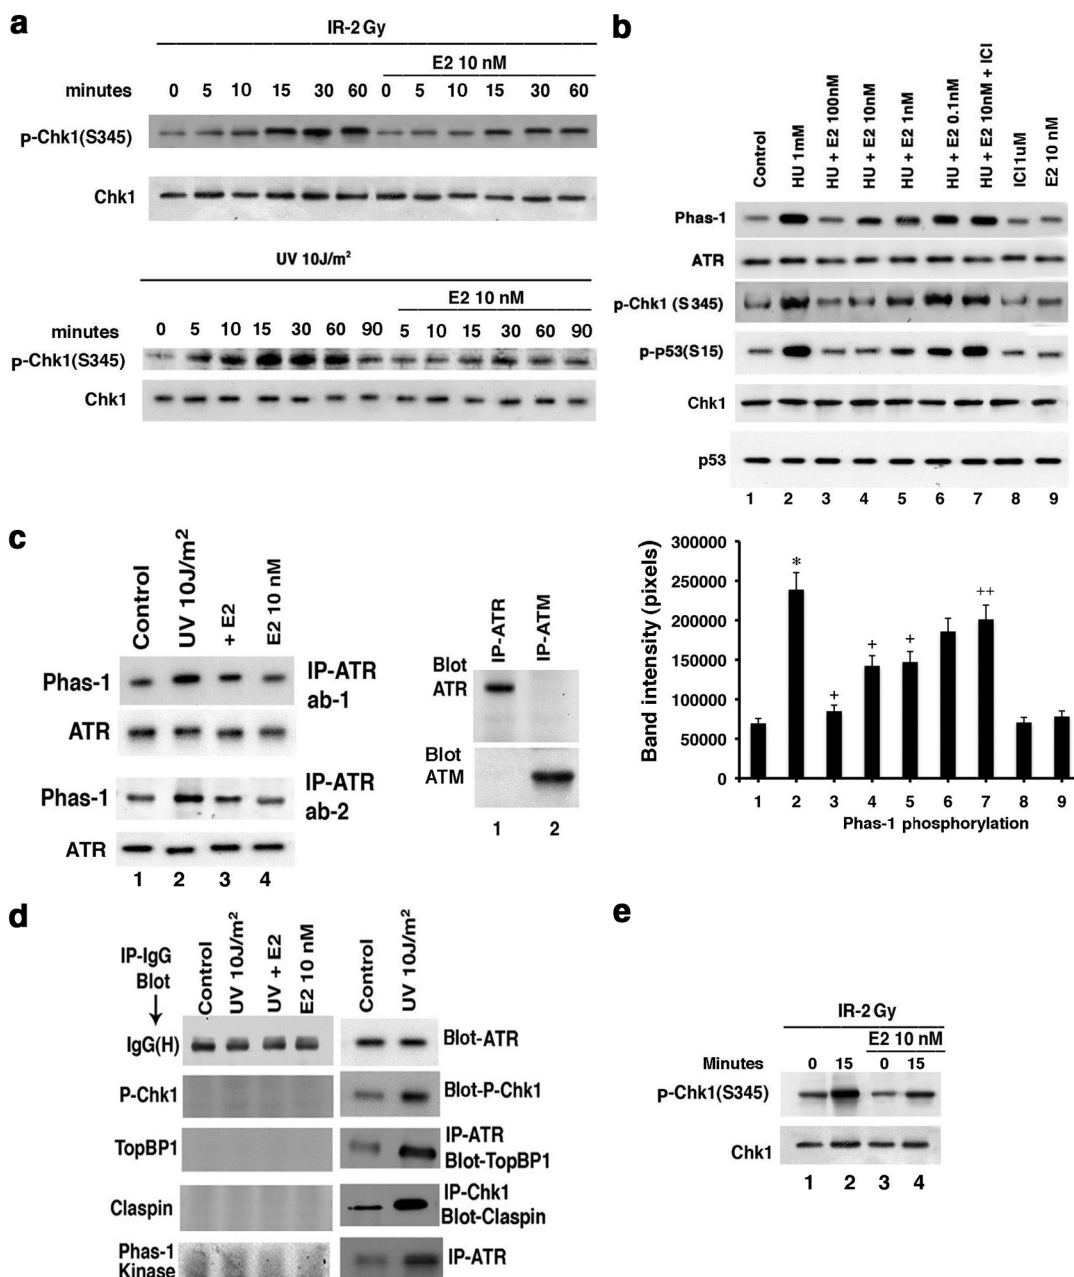 a
IR-2 Gy
E2 10 nM
minutes 0 5 10 15 30 60 0 5 10 15 30 60
p-Chk1(S345)
Chk1
UV 10J/m²
E2 10 nM
minutes 0 5 10 15 30 60 90 5 10 15 30 60 90
p-Chk1(S345)
Chk1
b
Control
HU 1mM
HU + E2 100nM
HU + E2 10nM
HU + E2 1nM
HU + E2 0.1nM
HU + E2 10nM + ICI
ICI 1uM
E2 10 nM
Phas-1
ATR
p-Chk1 (S345)
p-p53(S15)
Chk1
p53
1 2 3 4 5 6 7 8 9
Band intensity (pixels)
300000
250000
200000
150000
100000
50000
0
* + + + ++
1 2 3 4 5 6 7 8 9
Phas-1 phosphorylation
c
Control
UV 10J/m²
+ E2
E2 10 nM
Phas-1
IP-ATR
ab-1
ATR
Phas-1
IP-ATR
ab-2
ATR
1 2 3 4
IP-ATR
IP-ATM
Blot
ATR
Blot
ATM
1 2
d
IP-IgG
Blot
Control
UV 10J/m²
UV + E2
E2 10 nM
Control
UV 10J/m²
IgG(H)
Blot-ATR
P-Chk1
Blot-P-Chk1
TopBP1
IP-ATR
Blot-TopBP1
Claspin
IP-Chk1
Blot-Claspin
Phas-1
Kinase
IP-ATR
e
IR-2 Gy
E2 10 nM
Minutes 0 15 0 15
p-Chk1(S345)
Chk1
1 2 3 4